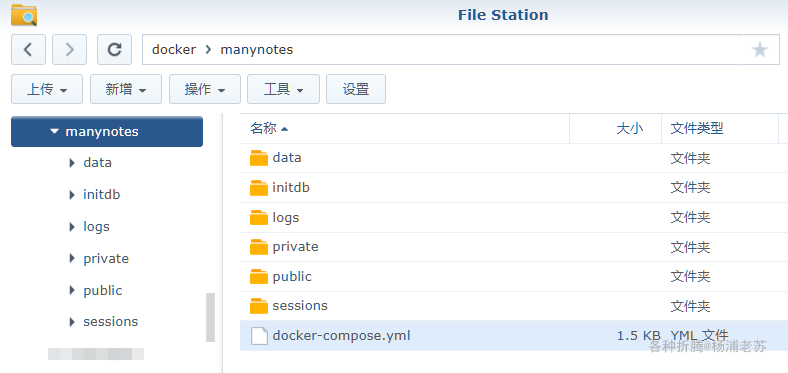 File Station
docker > manynotes
上传 新增 操作 工具 设置
manynotes
data
initdb
logs
private
public
sessions
名称 大小 文件类型
data 文件夹
initdb 文件夹
logs 文件夹
private 文件夹
public 文件夹
sessions 文件夹
docker-compose.yml 1.5 KB YML 文件
各种折腾@杨浦老苏